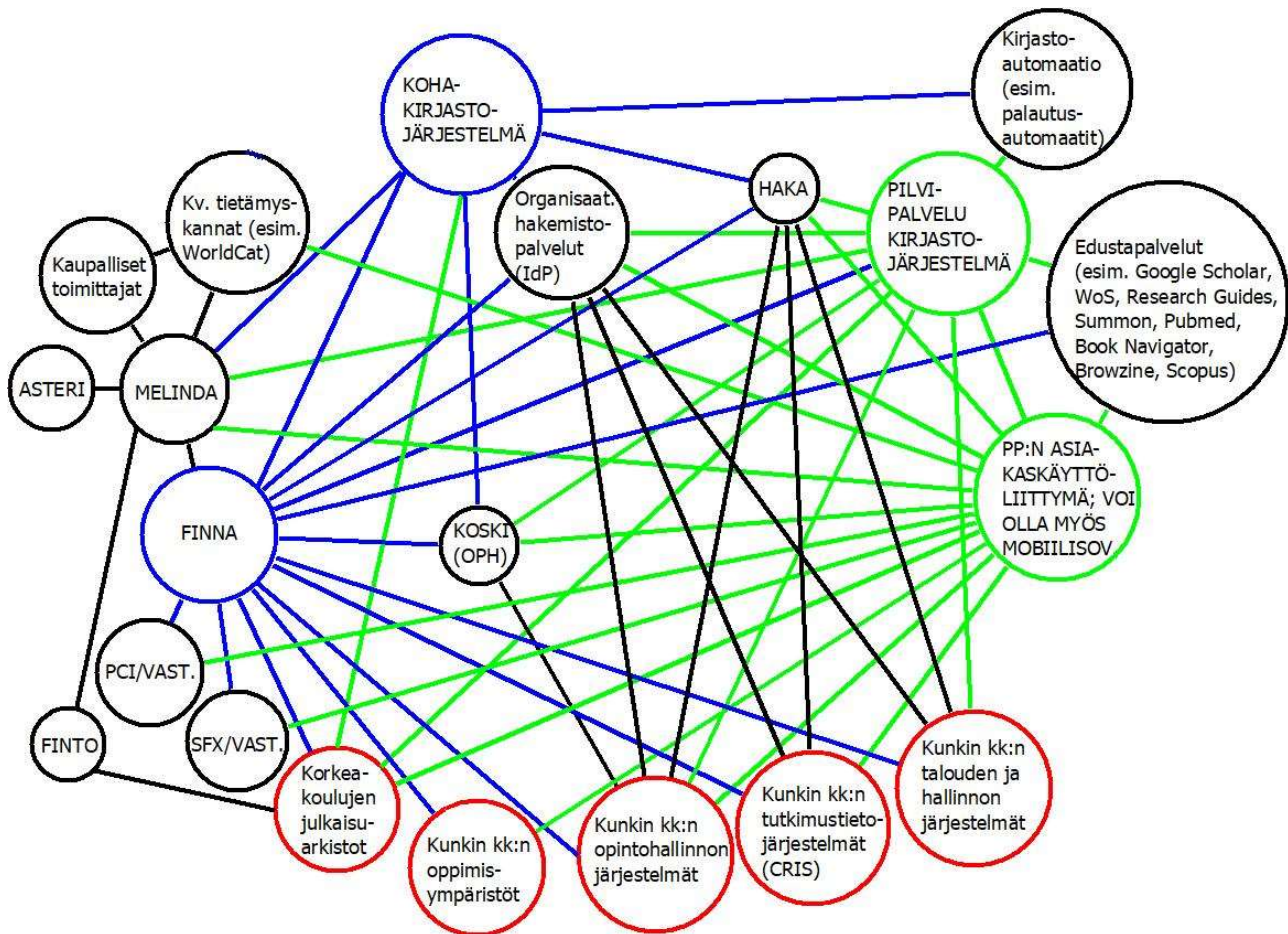 KOHA-
KIRJASTO-
JÄRJESTELMÄ
Kirjasto-
automaatio
(esim.
palautus-
automaatit)
Kv. tietämys-
kannat (esim.
WorldCat)
Organisaat.
hakemisto-
palvelut
(IdP)
HAKA
PILVI-
PALVELU
KIRJASTO-
JÄRJESTELMÄ
Edustapalvelut
(esim. Google Scholar,
WoS, Research Guides,
Summon, Pubmed,
Book Navigator,
Browzine, Scopus)
Kaupalliset
toimittajat
ASTERI
MELINDA
PP:N ASIA-
KASKÄYTTÖ-
LIITTYMÄ; VOI
OLLA MYÖS
MOBIILISOV
FINNA
KOSKI
(OPH)
PCI/VAST.
SFX/VAST.
FINTO
Korkea-
koulujen
julkaisu-
arkistot
Kunkin kk:n
oppimis-
ympäristöt
Kunkin kk:n
opintohallinnon
järjestelmät
Kunkin kk:n
tutkimustieto-
järjestelmät
(CRIS)
Kunkin kk:n
talouden ja
hallinnon
järjestelmät